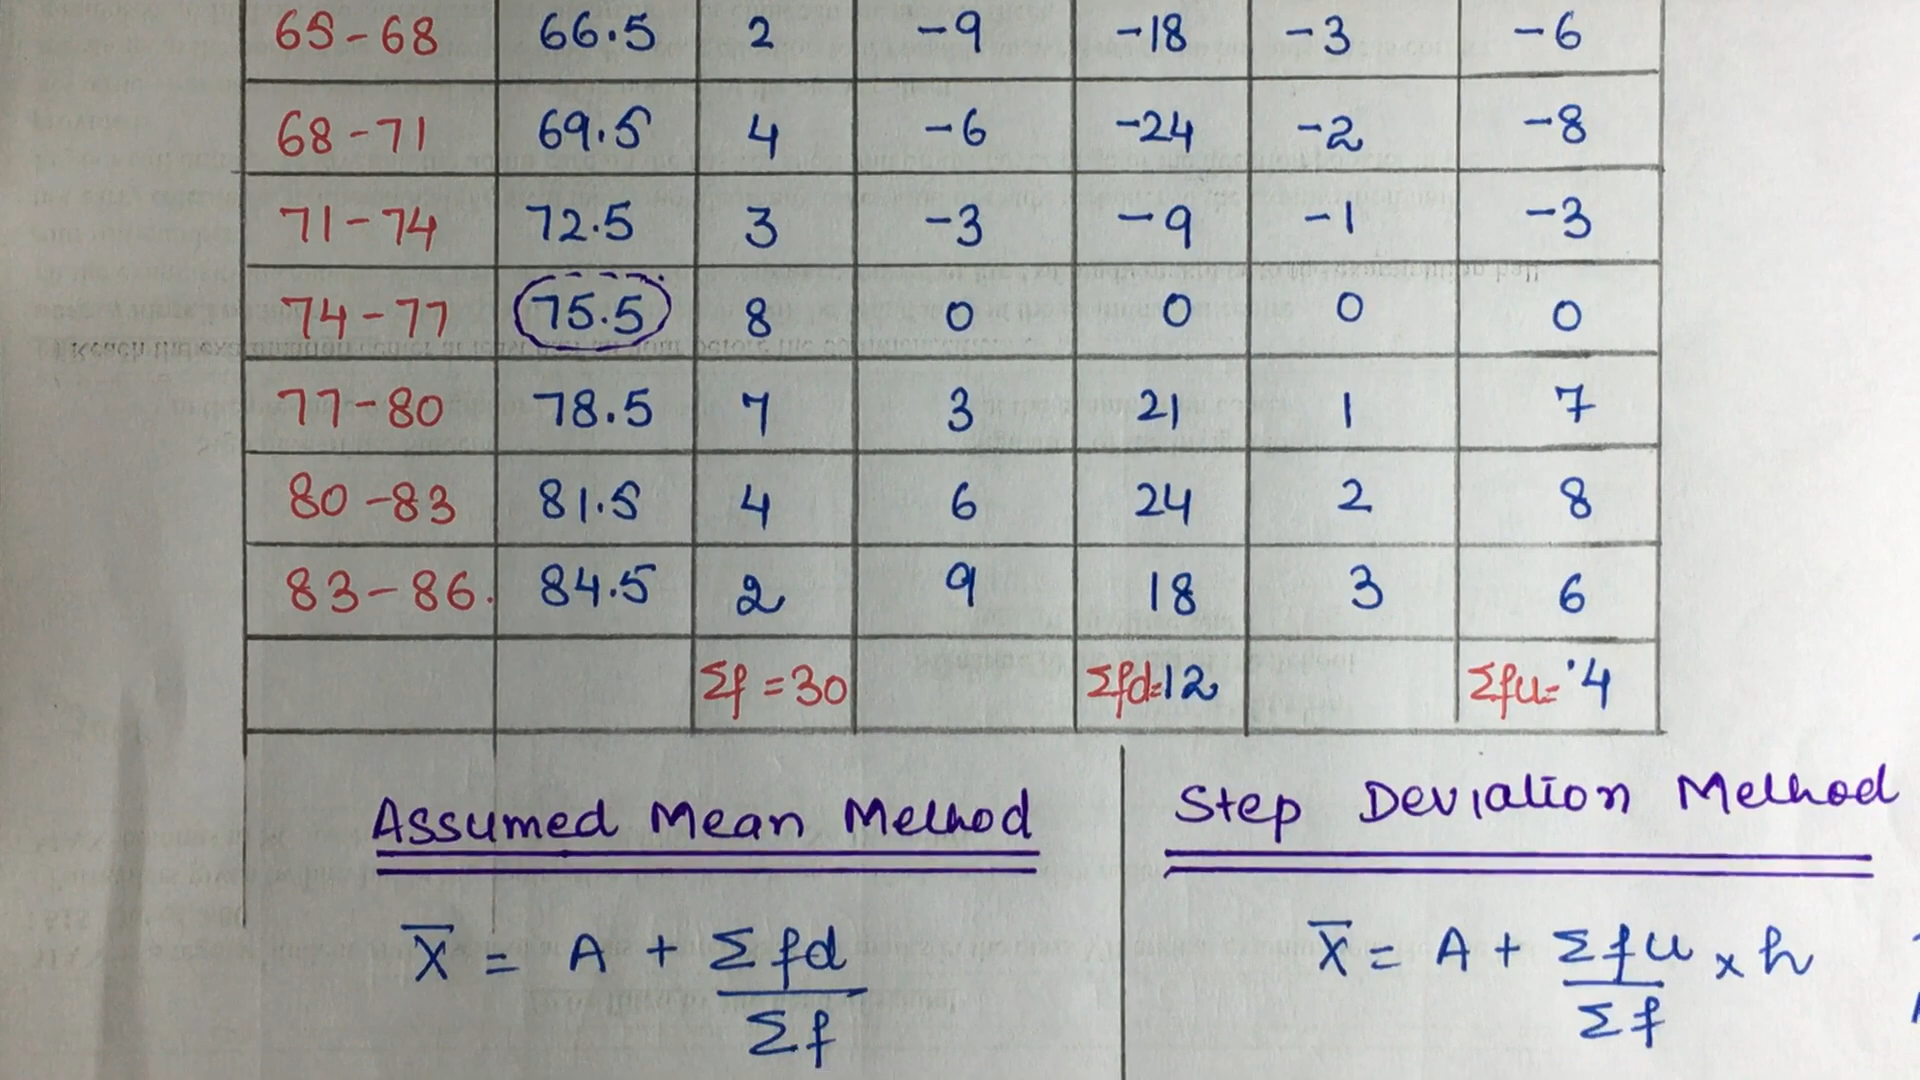 65-68 66.5 2 -9 -18 -3 -6
68-71 69.5 4 -6 -24 -2 -8
71-74 72.5 3 -3 -9 -1 -3
74-77 75.5 8 0 0 0 0
77-80 78.5 7 3 21 1 7
80-83 81.5 4 6 24 2 8
83-86. 84.5 2 9 18 3 6
Σf = 30 Σfd=12 Σfu= 4
Assumed Mean Method
X̄ = A + Σfd / Σf
Step Deviation Method
X̄ = A + Σfu / Σf × h